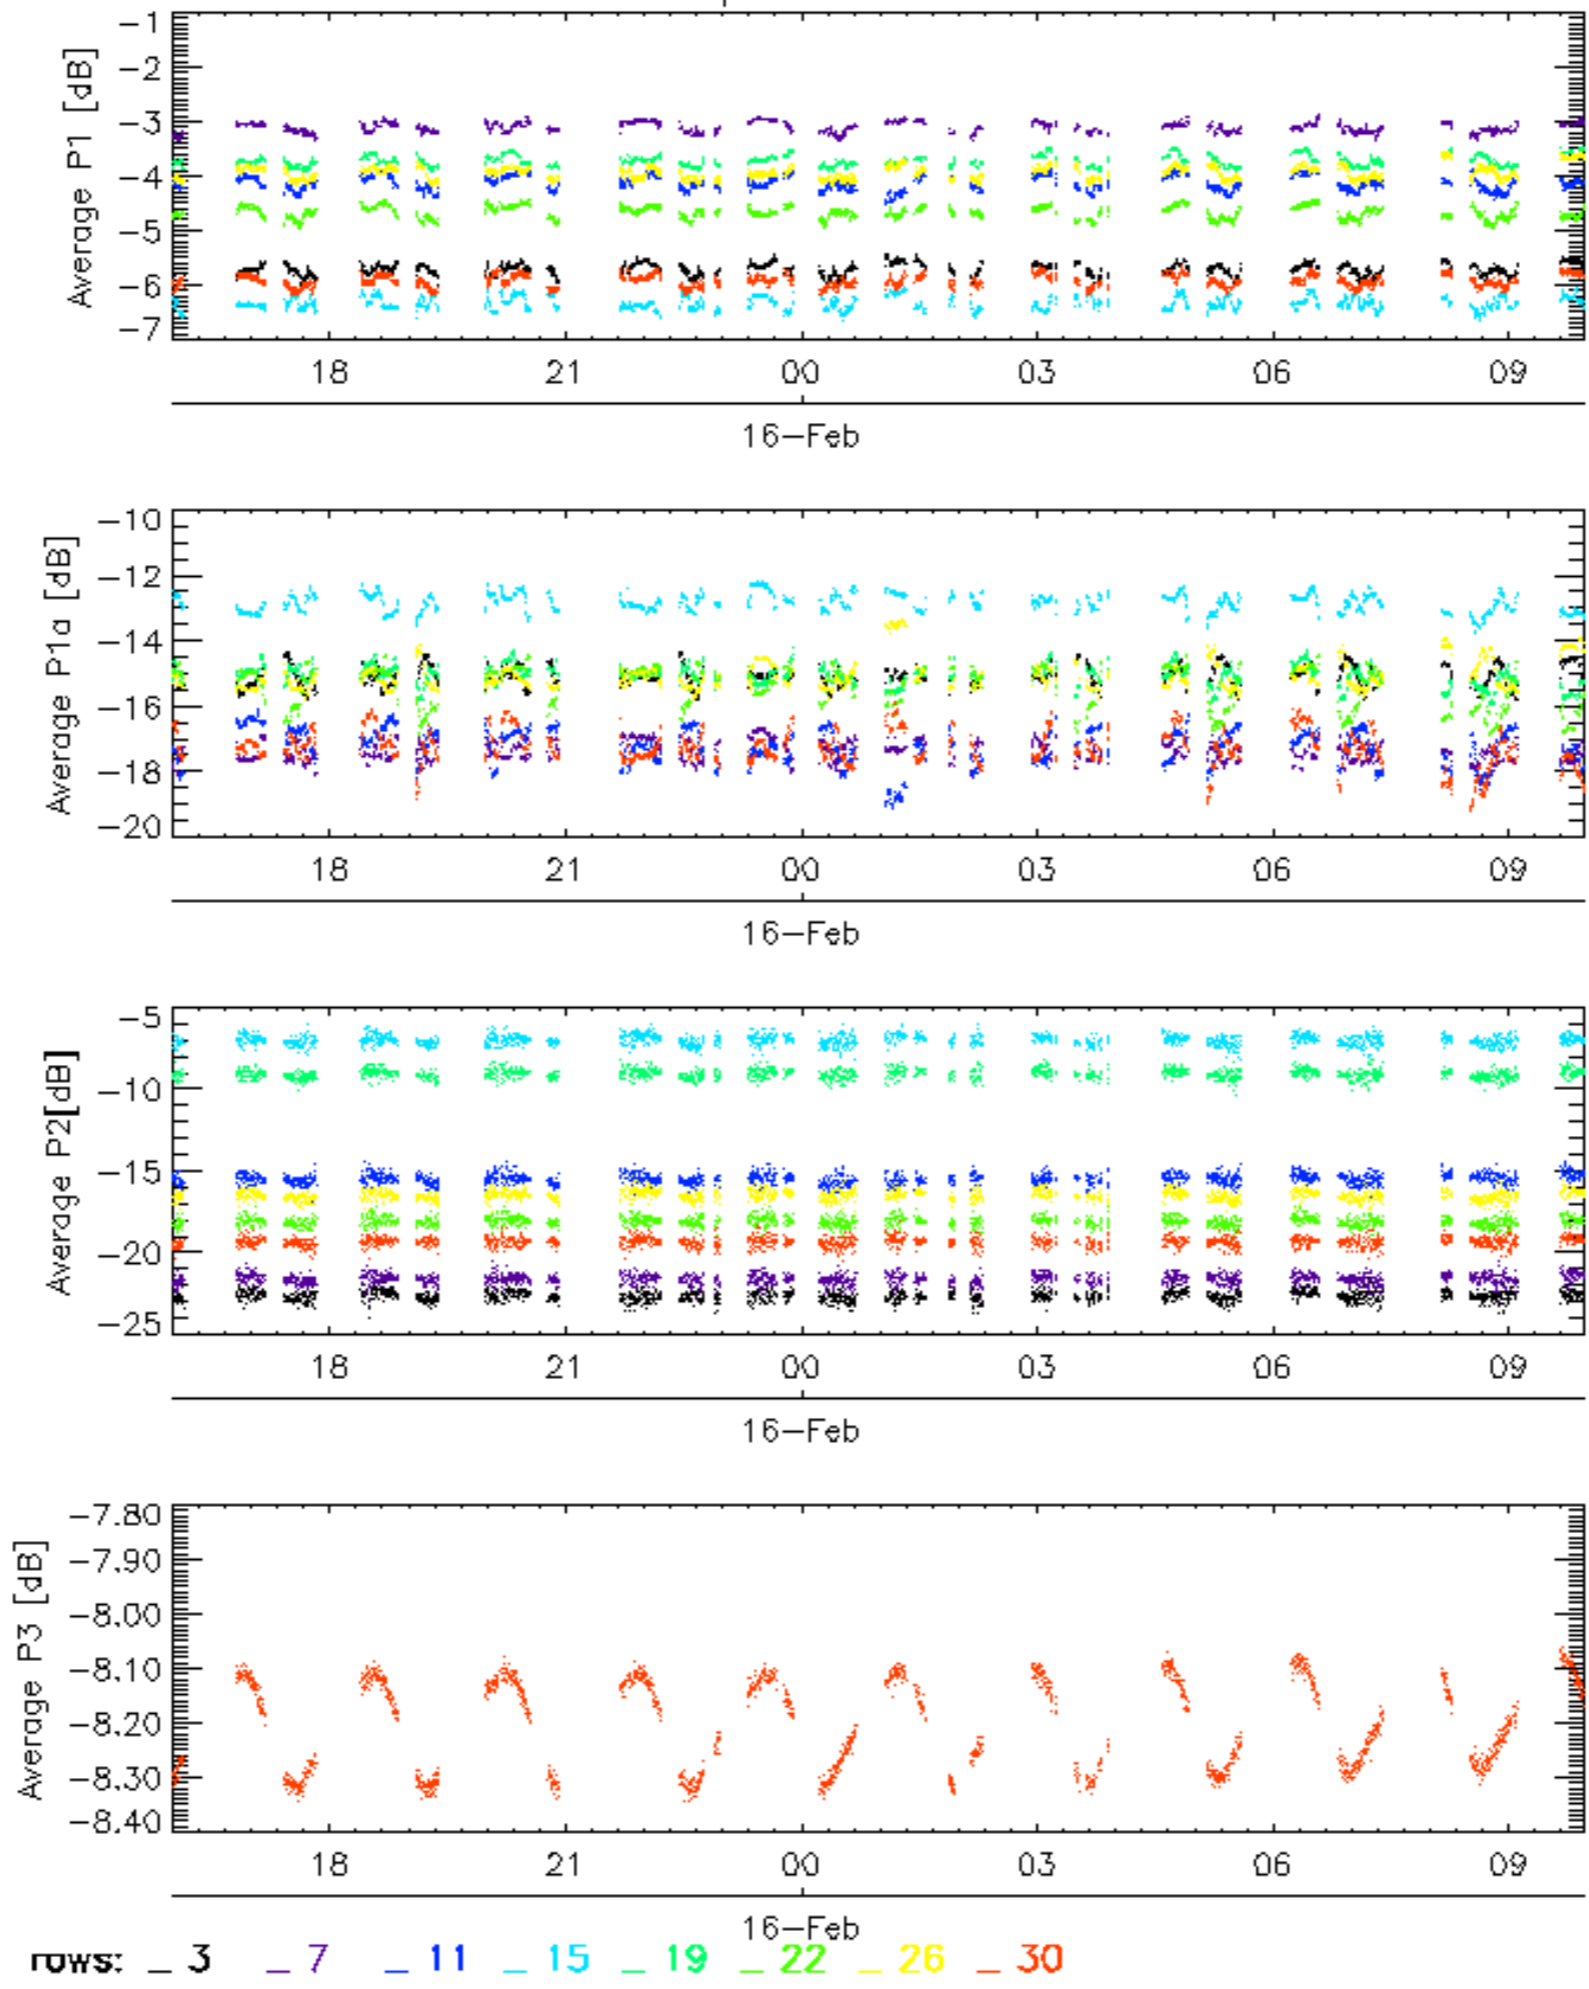 Average P1 [dB]
-1
-2
-3
-4
-5
-6
-7
18 21 00 03 06 09
16-Feb
Average P1a [dB]
-10
-12
-14
-16
-18
-20
18 21 00 03 06 09
16-Feb
Average P2[dB]
-5
-10
-15
-20
-25
18 21 00 03 06 09
16-Feb
Average P3 [dB]
-7.80
-7.90
-8.00
-8.10
-8.20
-8.30
-8.40
18 21 00 03 06 09
16-Feb
rows: _ 3 _ 7 _ 11 _ 15 _ 19 _ 22 _ 26 _ 30